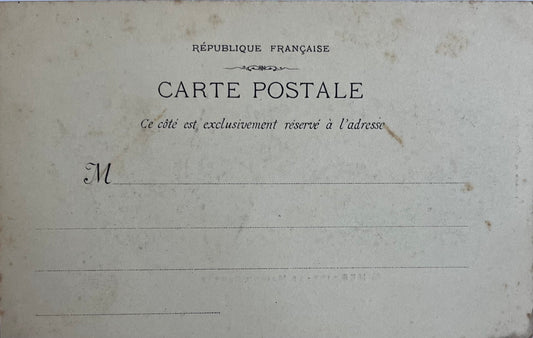 RÉPUBLIQUE FRANÇAISE
CARTE POSTALE
Ce côté est exclusivement réservé à l'adresse
M